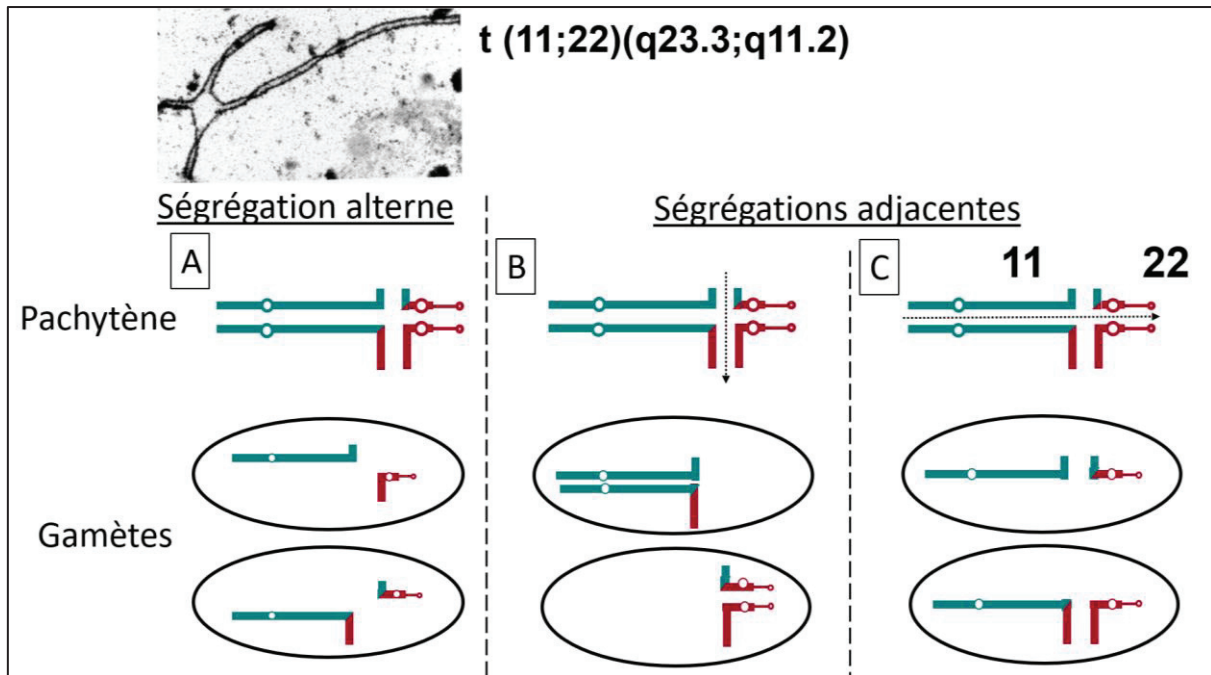 t (11;22)(q23.3;q11.2)
Ségrégation alterne
Ségrégations adjacentes
A
B
C
11
22
Pachytène
Gamètes